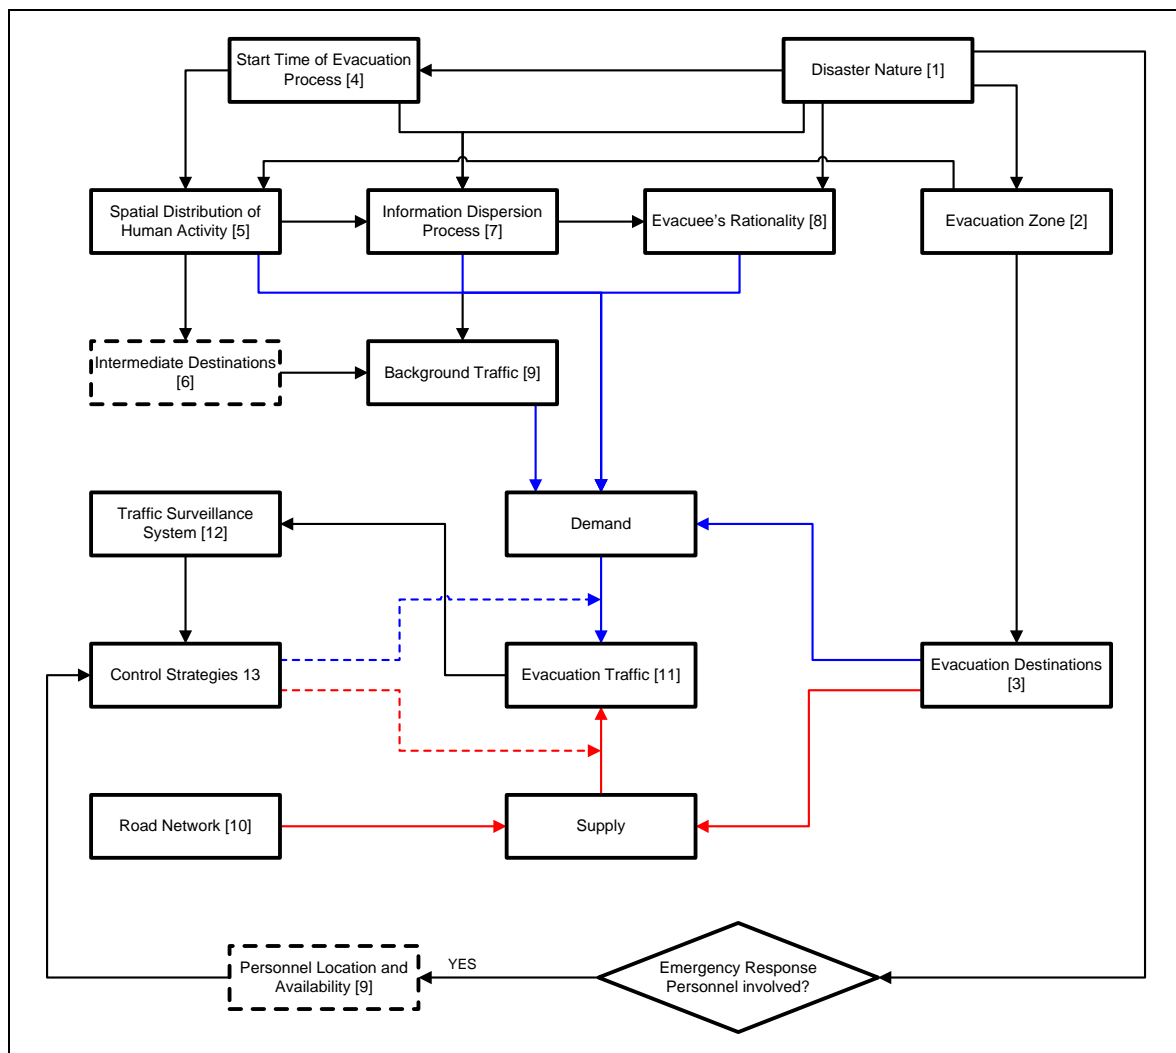 Start Time of Evacuation
Process [4]
Disaster Nature [1]
Spatial Distribution of
Human Activity [5]
Information Dispersion
Process [7]
Evacuee's Rationality [8]
Evacuation Zone [2]
Intermediate Destinations
[6]
Background Traffic [9]
Traffic Surveillance
System [12]
Demand
Control Strategies 13
Evacuation Traffic [11]
Evacuation Destinations
[3]
Road Network [10]
Supply
Personnel Location and
Availability [9]
YES
Emergency Response
Personnel involved?